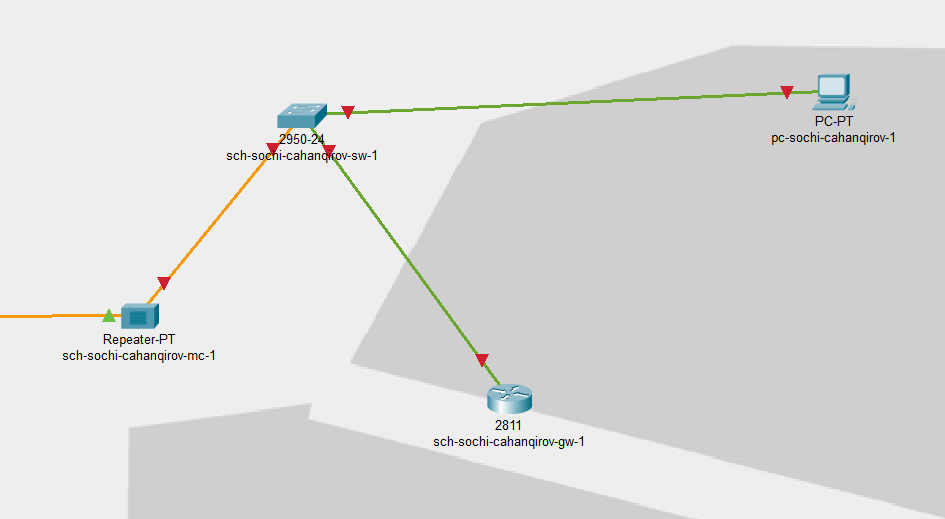 PC-PT
pc-sochi-cahanqirov-1
2950-24
sch-sochi-cahanqirov-sw-1
Repeater-PT
sch-sochi-cahanqirov-mc-1
2811
sch-sochi-cahanqirov-gw-1